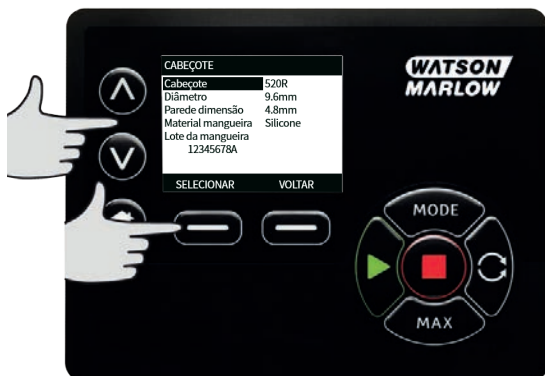 CABEÇOTE
Cabeçote 520R
Diâmetro 9.6mm
Parede dimensão 4.8mm
Material mangueira Silicone
Lote da mangueira
12345678A
SELECIONAR VOLTAR
WATSON
MARLOW
MODE
MAX